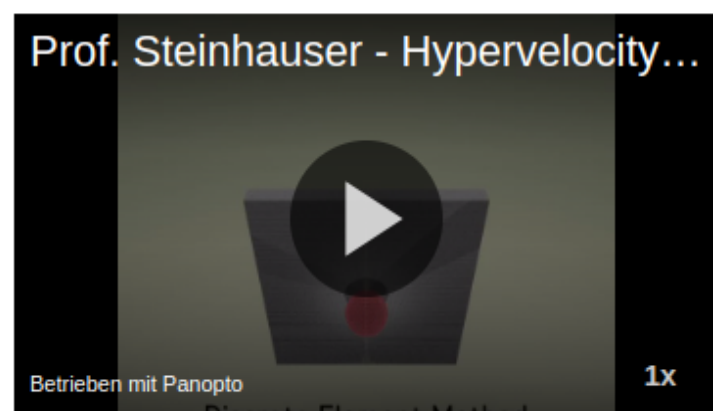 Prof. Steinhauser - Hypervelocity…
Betrieben mit Panopto
1x